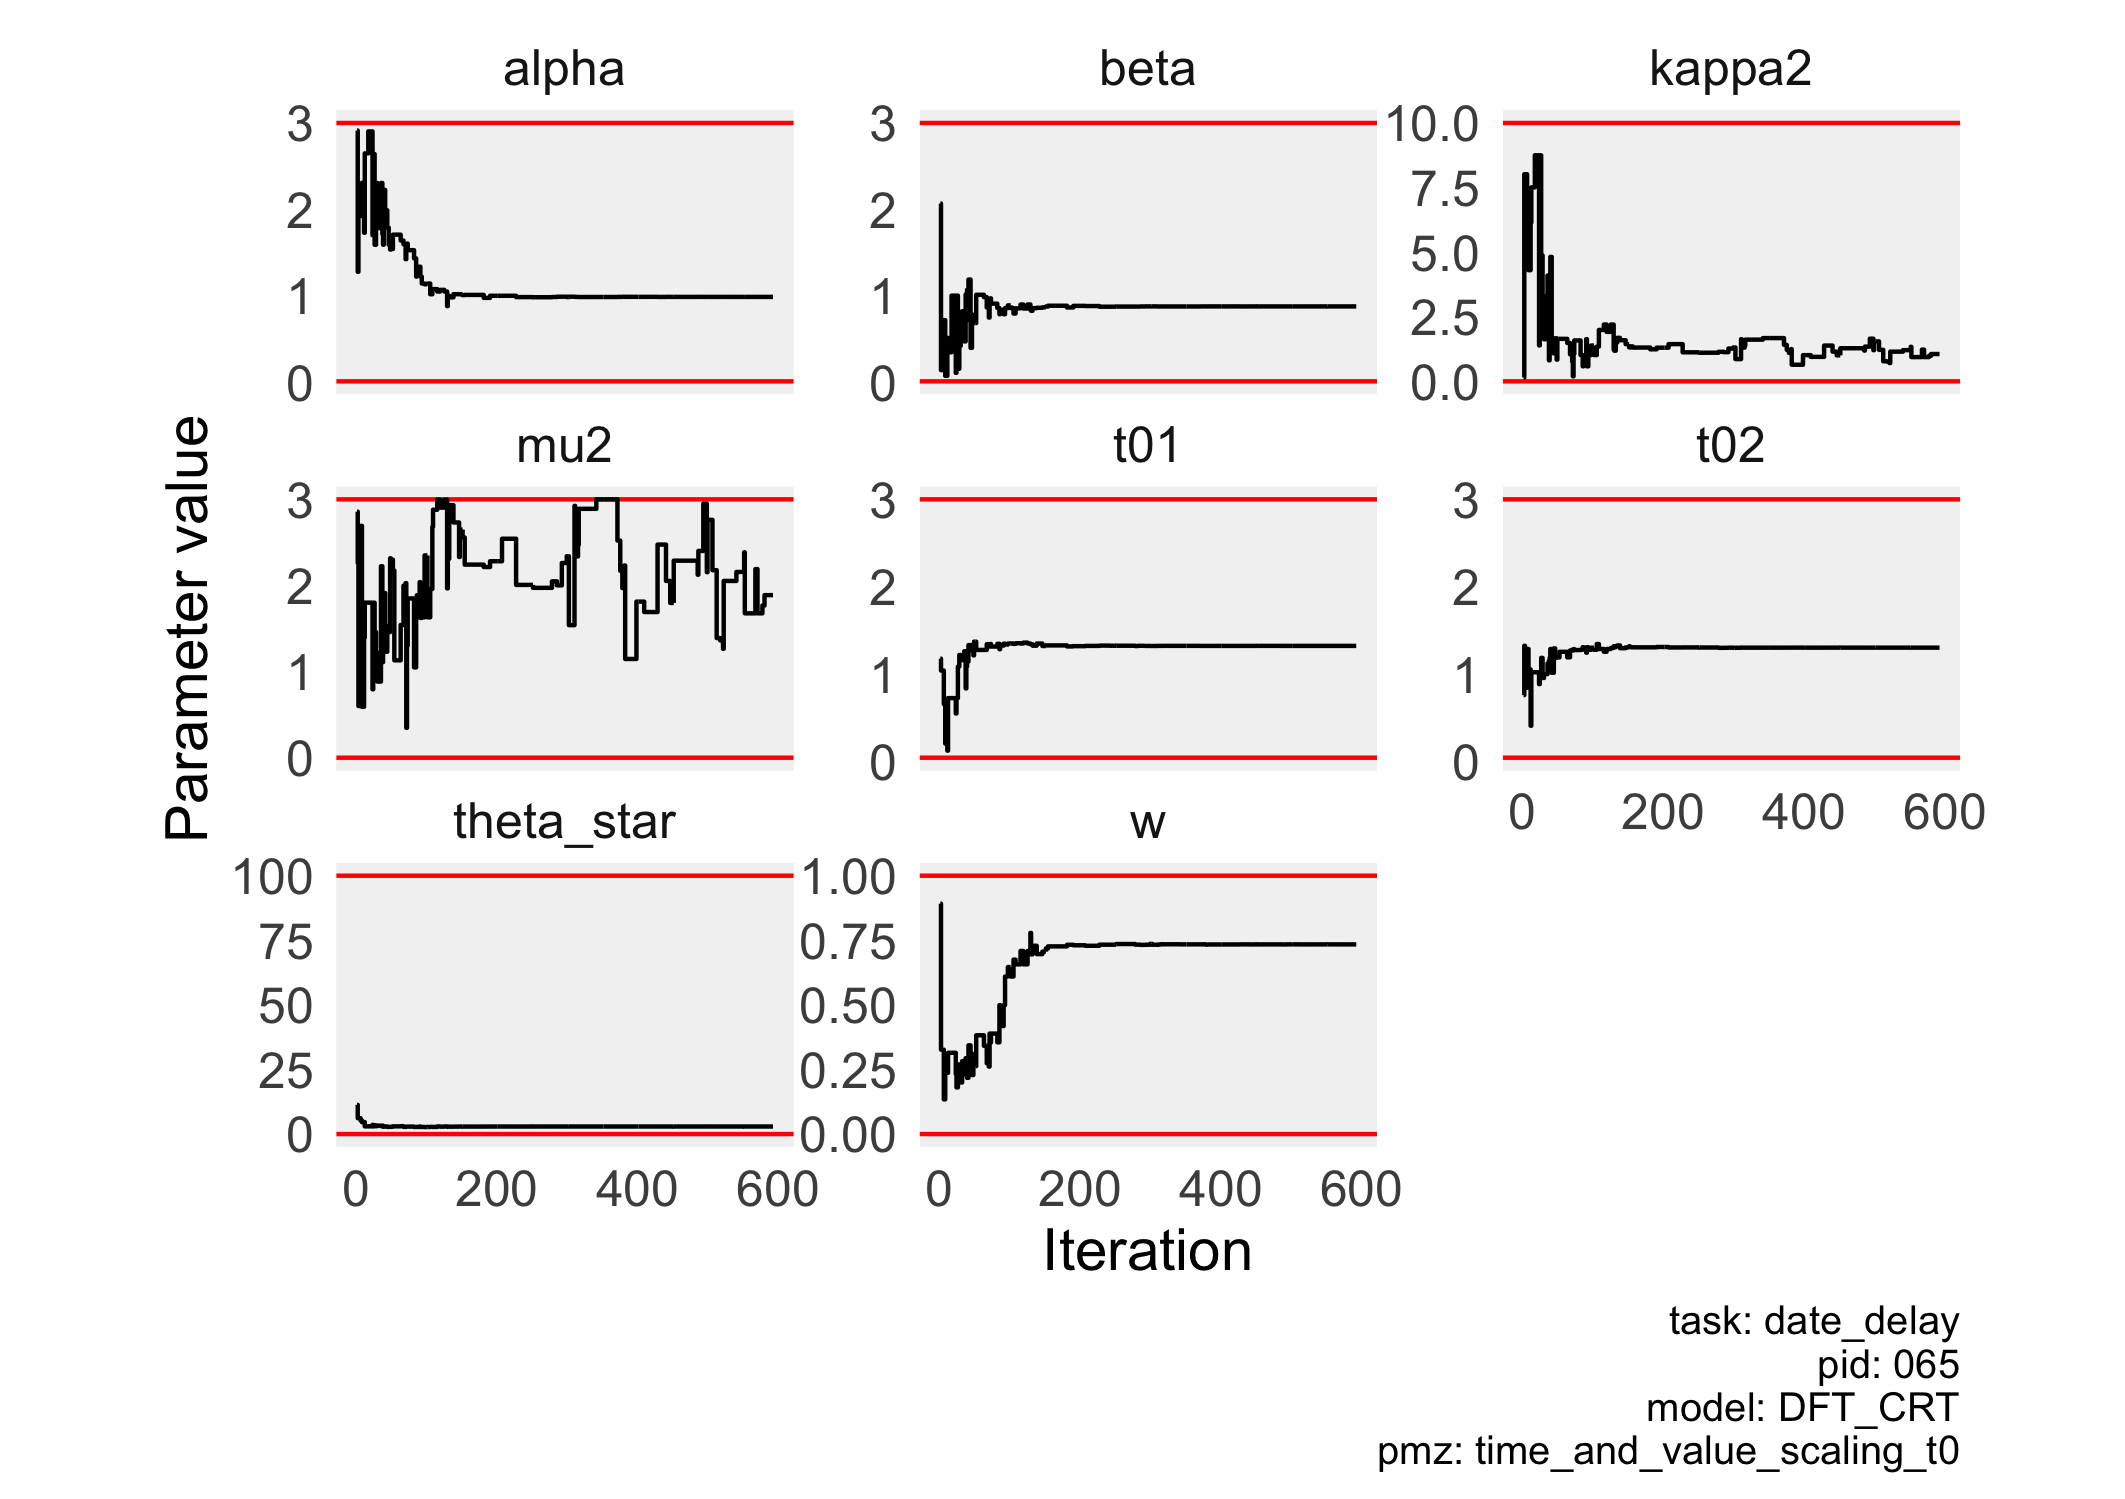 alpha
beta
kappa2
3
2
1
0
3
2
1
0
10.0
7.5
5.0
2.5
0.0
mu2
t01
t02
3
2
1
0
3
2
1
0
3
2
1
0
0 200 400 600
theta_star
w
100
75
50
25
0
1.00
0.75
0.50
0.25
0.00
0 200 400 600
0 200 400 600
Parameter value
Iteration
task: date_delay
pid: 065
model: DFT_CRT
pmz: time_and_value_scaling_t0